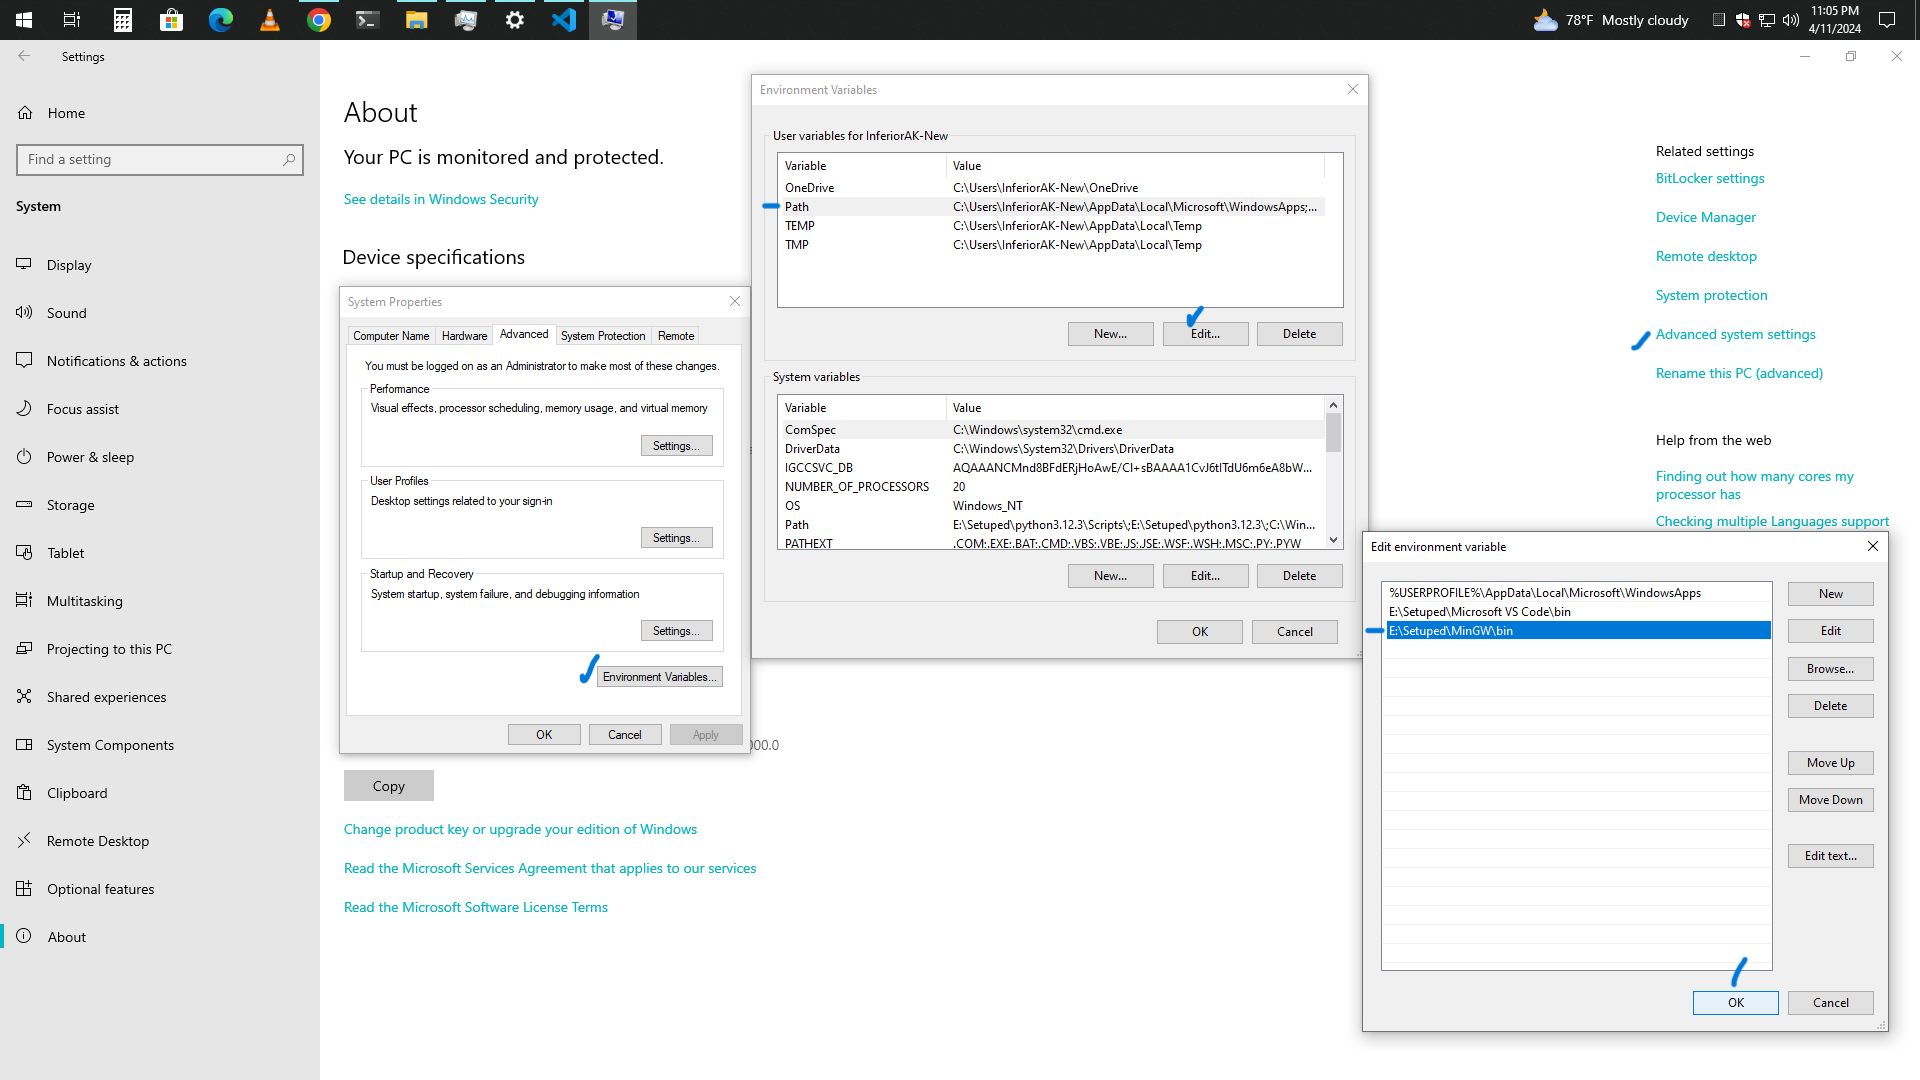 78°F Mostly cloudy
11:05 PM
4/11/2024
Settings
Home
Find a setting
System
Display
Sound
Notifications & actions
Focus assist
Power & sleep
Storage
Tablet
Multitasking
Projecting to this PC
Shared experiences
System Components
Clipboard
Remote Desktop
Optional features
About
About
Your PC is monitored and protected.
See details in Windows Security
Device specifications
000.0
Copy
Change product key or upgrade your edition of Windows
Read the Microsoft Services Agreement that applies to our services
Read the Microsoft Software License Terms
System Properties
Computer Name Hardware Advanced System Protection Remote
You must be logged on as an Administrator to make most of these changes.
Performance
Visual effects, processor scheduling, memory usage, and virtual memory
Settings...
User Profiles
Desktop settings related to your sign-in
Settings...
Startup and Recovery
System startup, system failure, and debugging information
Settings...
Environment Variables...
OK Cancel Apply
Environment Variables
User variables for InferiorAK-New
Variable Value
OneDrive C:\Users\InferiorAK-New\OneDrive
Path C:\Users\InferiorAK-New\AppData\Local\Microsoft\WindowsApps;...
TEMP C:\Users\InferiorAK-New\AppData\Local\Temp
TMP C:\Users\InferiorAK-New\AppData\Local\Temp
New... Edit... Delete
System variables
Variable Value
ComSpec C:\Windows\system32\cmd.exe
DriverData C:\Windows\System32\Drivers\DriverData
IGCCSVC_DB AQAAANCMnd8BFdERjHoAwE/Cl+sBAAAA1CvJ6tITdU6m6eA8bW...
NUMBER_OF_PROCESSORS 20
OS Windows_NT
Path E:\Setuped\python3.12.3\Scripts\;E:\Setuped\python3.12.3\;C:\Win...
PATHEXT .COM;.EXE;.BAT;.CMD;.VBS;.VBE;.JS;.JSE;.WSF;.WSH;.MSC;.PY;.PYW
New... Edit... Delete
OK Cancel
Related settings
BitLocker settings
Device Manager
Remote desktop
System protection
Advanced system settings
Rename this PC (advanced)
Help from the web
Finding out how many cores my
processor has
Checking multiple Languages support
Edit environment variable
%USERPROFILE%\AppData\Local\Microsoft\WindowsApps
E:\Setuped\Microsoft VS Code\bin
E:\Setuped\MinGW\bin
New
Edit
Browse...
Delete
Move Up
Move Down
Edit text...
OK Cancel